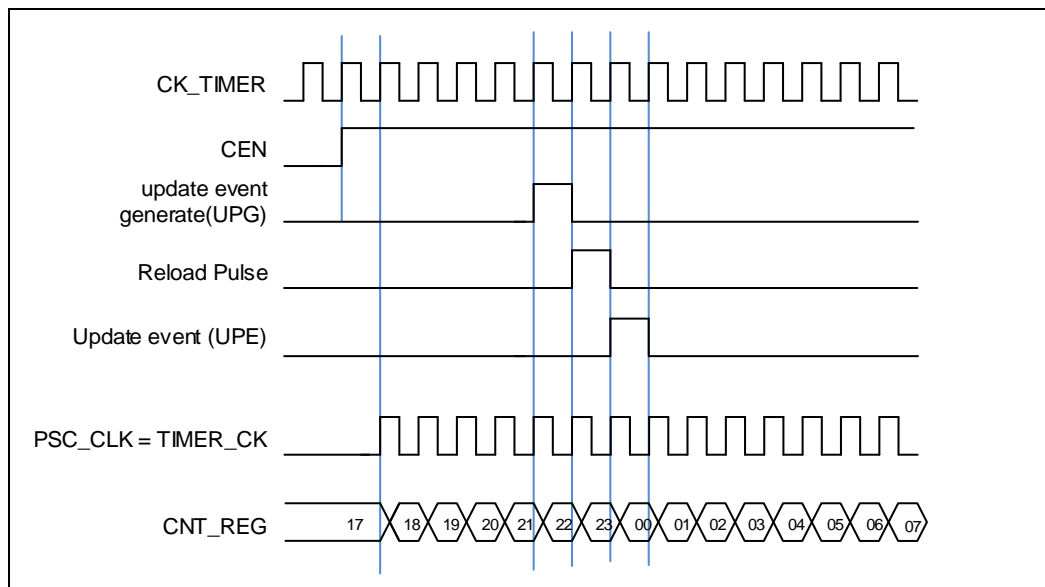 CK_TIMER
CEN
update event
generate(UPG)
Reload Pulse
Update event (UPE)
PSC_CLK = TIMER_CK
CNT_REG 17 18 19 20 21 22 23 00 01 02 03 04 05 06 07